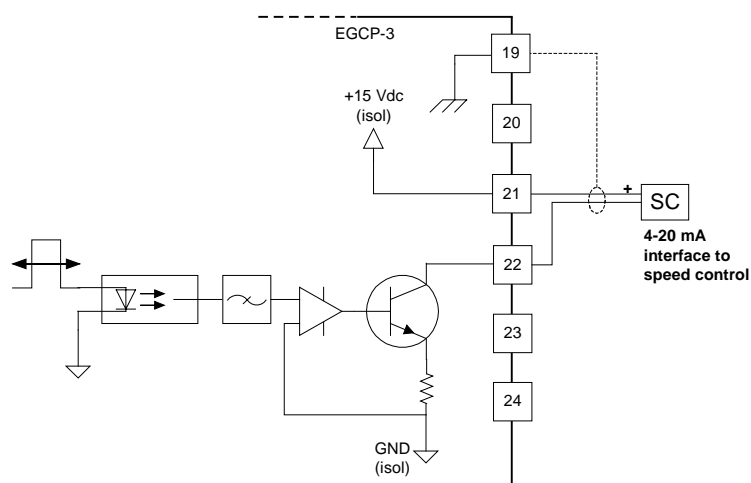 EGCP-3
19
+15 Vdc
(isol)
20
21
+
SC
4-20 mA
interface to
speed control
22
23
24
GND
(isol)